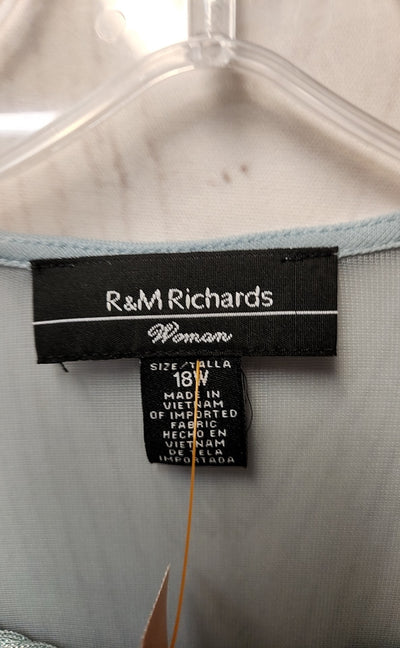 R&M Richards
Woman
SIZE/TALLA
18W
MADE IN
VIETNAM
OF IMPORTED
FABRIC
HECHO EN
VIETNAM
DE TELA
IMPORTADA